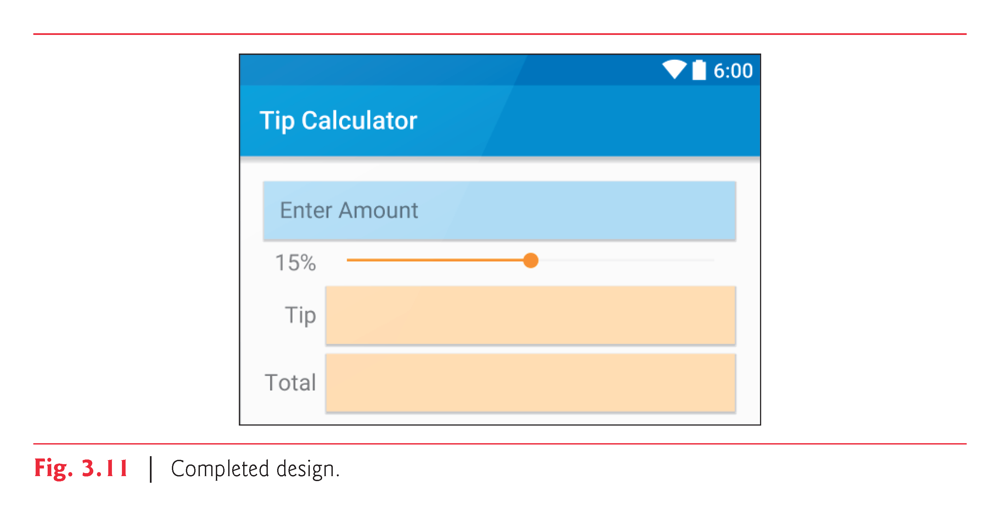 6:00
Tip Calculator
Enter Amount
15%
Tip
Total
Fig. 3.11 | Completed design.